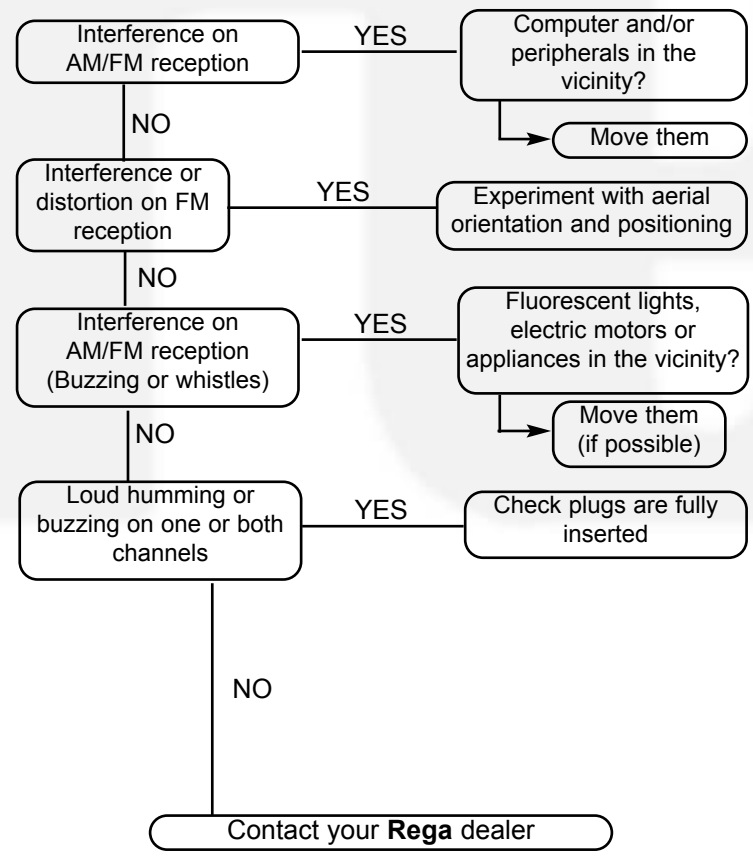 Interference on
AM/FM reception
YES
Computer and/or
peripherals in the
vicinity?
Move them
NO
Interference or
distortion on FM
reception
YES
Experiment with aerial
orientation and positioning
NO
Interference on
AM/FM reception
(Buzzing or whistles)
YES
Fluorescent lights,
electric motors or
appliances in the vicinity?
Move them
(if possible)
NO
Loud humming or
buzzing on one or both
channels
YES
Check plugs are fully
inserted
NO
Contact your Rega dealer